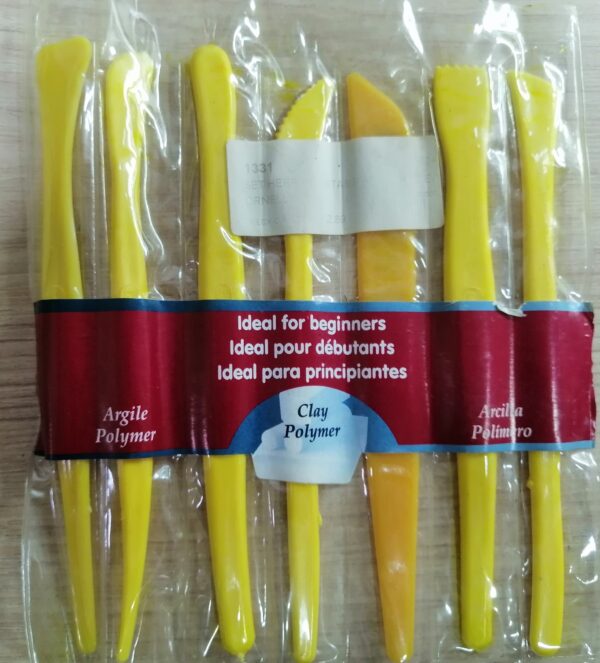 1331
Ideal for beginners
Ideal pour débutants
Ideal para principiantes
Argile
Polymer
Clay
Polymer
Arcilla
Polímero